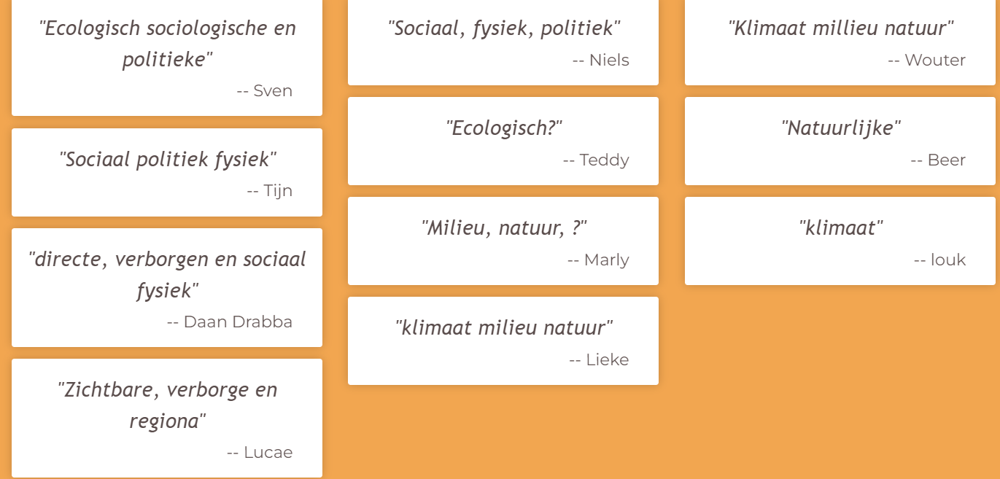 "Ecologisch sociologische en
politieke"
-- Sven
"Sociaal politiek fysiek"
-- Tijn
"directe, verborgen en sociaal
fysiek"
-- Daan Drabba
"Zichtbare, verborge en
regiona"
-- Lucae
"Sociaal, fysiek, politiek"
-- Niels
"Ecologisch?"
-- Teddy
"Milieu, natuur, ?"
-- Marly
"klimaat milieu natuur"
-- Lieke
"Klimaat millieu natuur"
-- Wouter
"Natuurlijke"
-- Beer
"klimaat"
-- louk